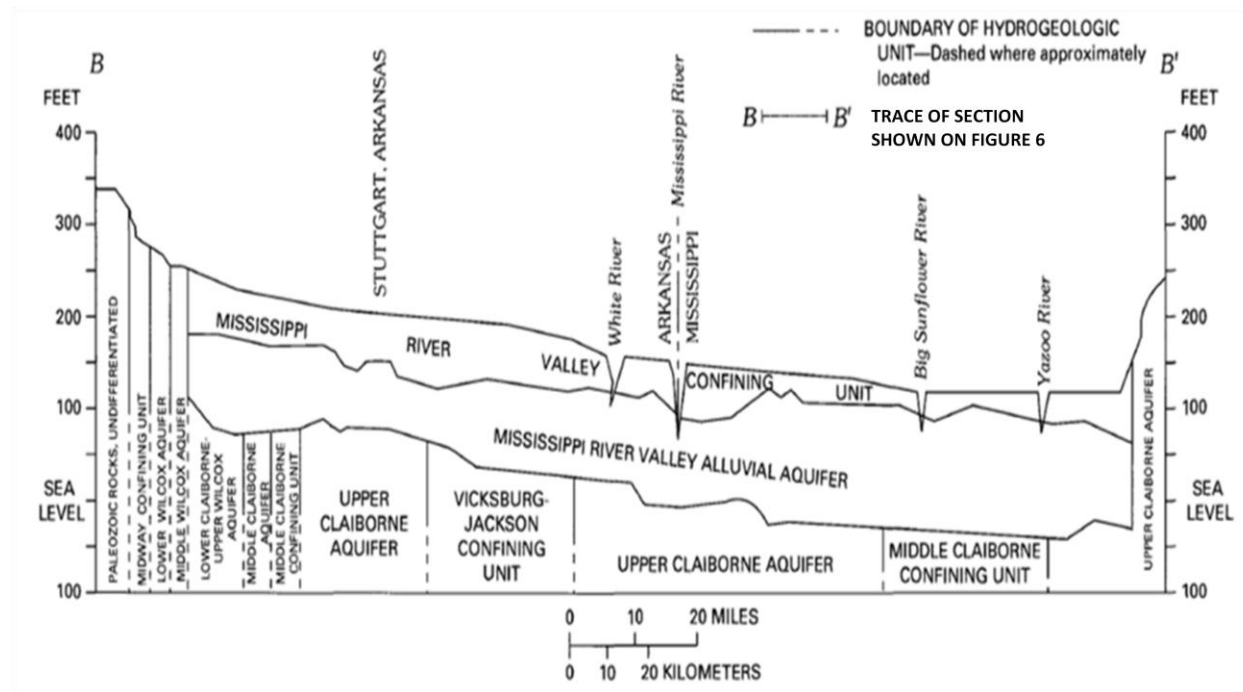 BOUNDARY OF HYDROGEOLOGIC
UNIT—Dashed where approximately
located
B B' TRACE OF SECTION
SHOWN ON FIGURE 6
B
B'
FEET
FEET
400
300
200
100
SEA
LEVEL
100
400
300
200
100
SEA
LEVEL
100
STUTTGART, ARKANSAS
White River
ARKANSAS
Mississippi River
MISSISSIPPI
Big Sunflower River
Yazoo River
MISSISSIPPI
RIVER
VALLEY
CONFINING
UNIT
MISSISSIPPI RIVER VALLEY ALLUVIAL AQUIFER
PALEOZOIC ROCKS, UNDIFFERENTIATED
MIDWAY CONFINING UNIT
LOWER WILCOX AQUIFER
MIDDLE WILCOX AQUIFER
LOWER CLAIBORNE-
UPPER WILCOX
AQUIFER
MIDDLE CLAIBORNE
AQUIFER
MIDDLE CLAIBORNE
CONFINING UNIT
UPPER
CLAIBORNE
AQUIFER
VICKSBURG-
JACKSON
CONFINING
UNIT
UPPER CLAIBORNE AQUIFER
MIDDLE CLAIBORNE
CONFINING UNIT
UPPER CLAIBORNE AQUIFER
0 10 20 MILES
0 10 20 KILOMETERS